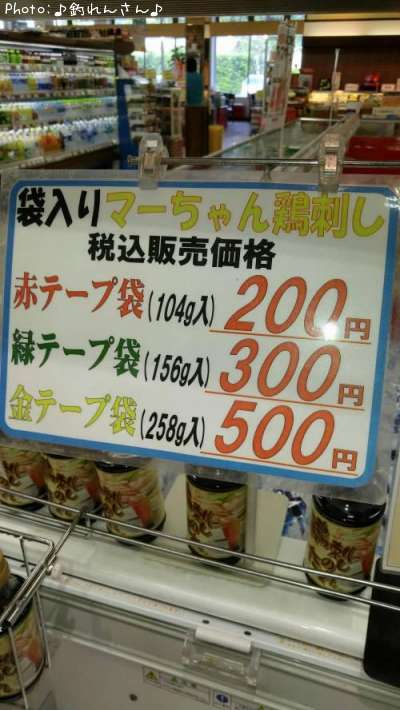 Photo:♪釣れんさん♪
袋入りマーちゃん鶏刺し
税込販売価格
赤テープ袋(104g入) 200円
緑テープ袋(156g入) 300円
金テープ袋(258g入) 500円